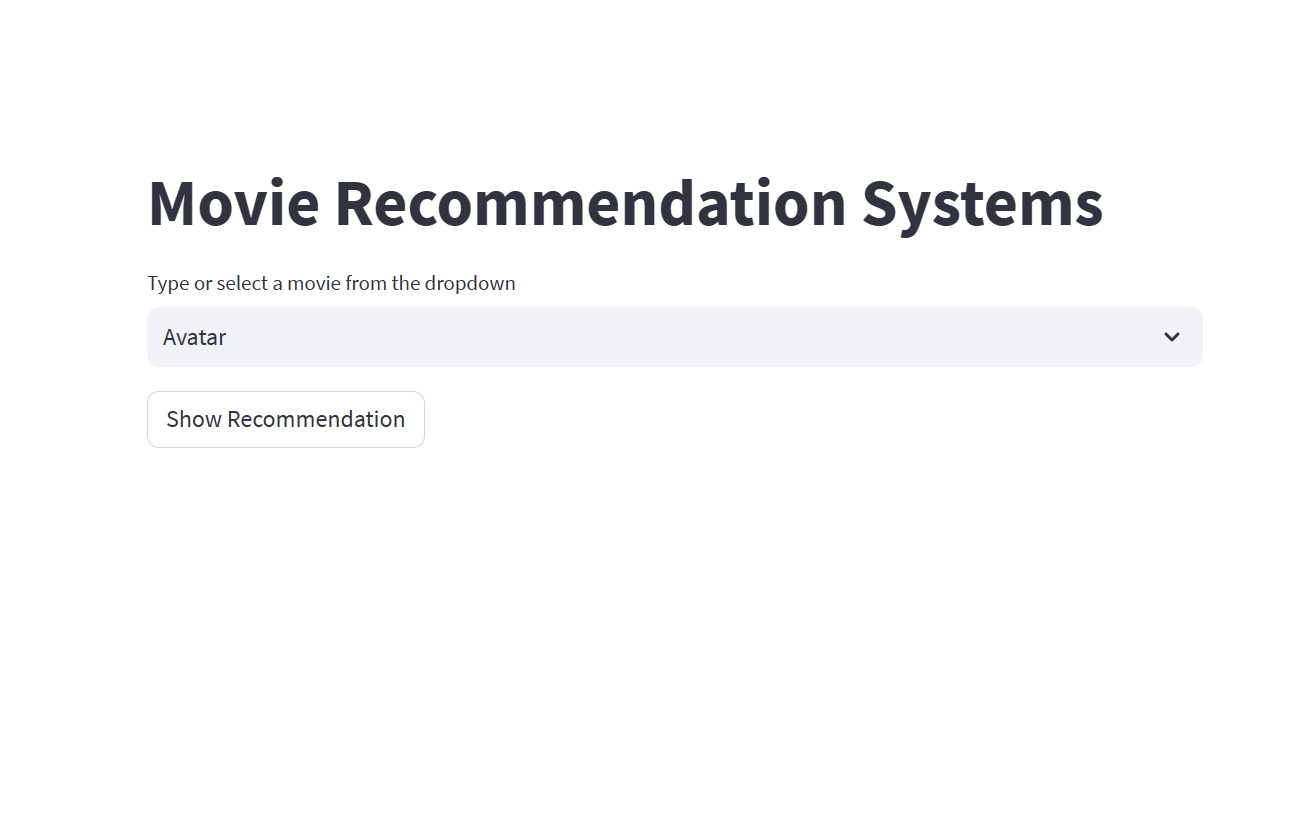 Movie Recommendation Systems
Type or select a movie from the dropdown
Avatar
Show Recommendation